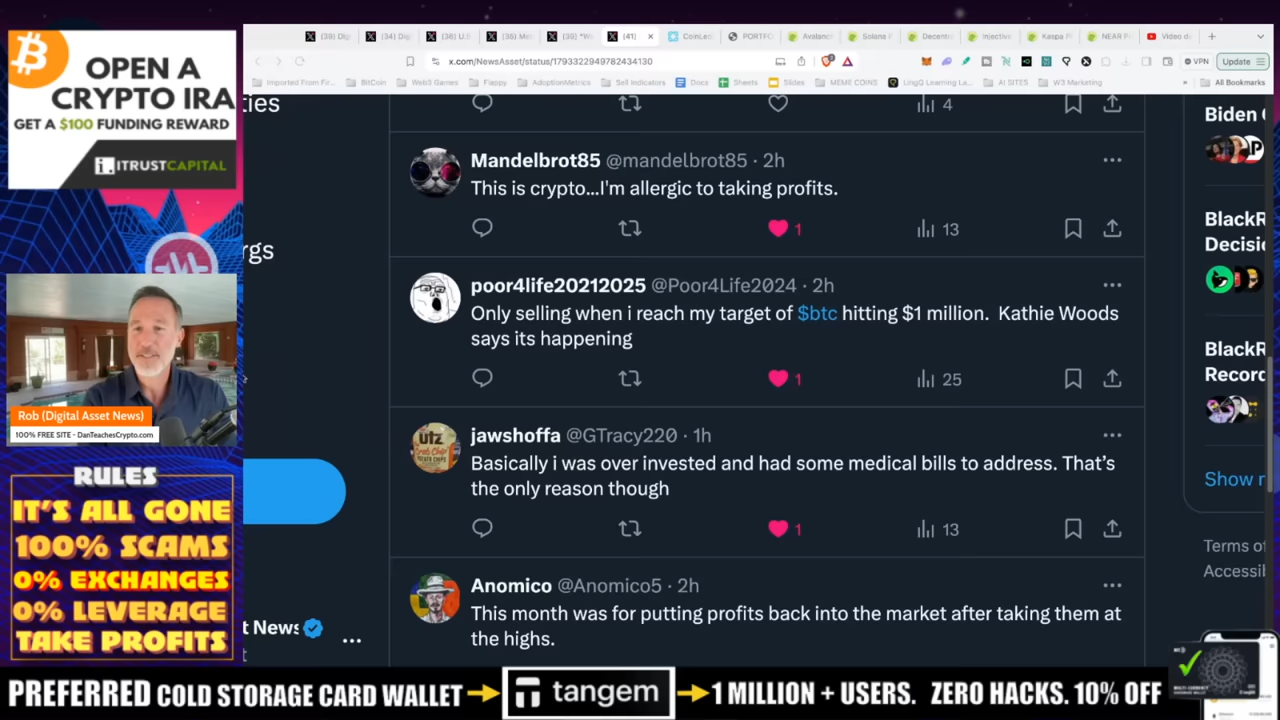 (39) Dig
(34) Dig
(36) U.S
(35) Me
(39) "W
(41)
CoinLed
PORTFO
Avalanc
Solana P
Decentr
Injective
Kaspa P
NEAR P
Video d
x.com/NewsAsset/status/1793322949782434130
VPN
Update
Imported From Fir...
BitCoin
Web3 Games
Flappy
AdoptionMetrics
Sell Indicators
Docs
Sheets
Slides
MEME COINS
LingQ Learning La...
AI SITES
W3 Marketing
All Bookmarks
OPEN A
CRYPTO IRA
GET A $100 FUNDING REWARD
ITRUSTCAPITAL
ties
rgs
4
Mandelbrot85 @mandelbrot85 · 2h
This is crypto...I'm allergic to taking profits.
1
13
poor4life20212025 @Poor4Life2024 · 2h
Only selling when i reach my target of $btc hitting $1 million. Kathie Woods
says its happening
1
25
jawshoffa @GTracy220 · 1h
Basically i was over invested and had some medical bills to address. That's
the only reason though
1
13
Anomico @Anomico5 · 2h
This month was for putting profits back into the market after taking them at
the highs.
Biden
BlackR
Decisio
BlackR
Record
Show r
Terms of
Accessib
Rob (Digital Asset News)
100% FREE SITE - DanTeachesCrypto.com
RULES
IT'S ALL GONE
100% SCAMS
0% EXCHANGES
0% LEVERAGE
TAKE PROFITS
t News
PREFERRED COLD STORAGE CARD WALLET
tangem
1 MILLION + USERS. ZERO HACKS. 10% OFF